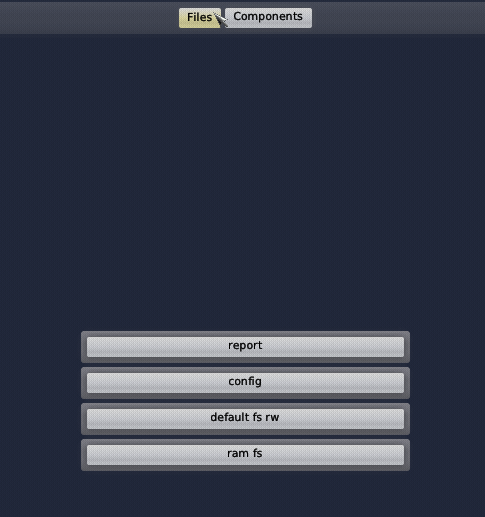 Files
Components
report
config
default fs rw
ram fs